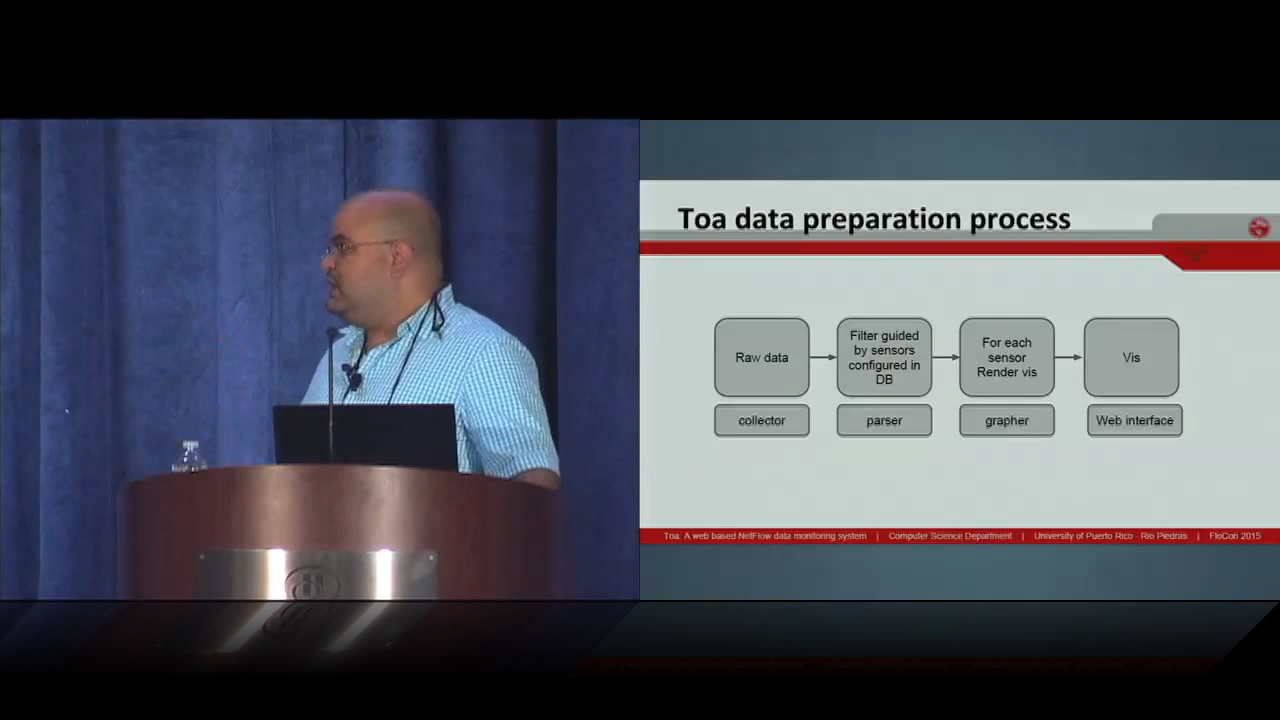 Toa data preparation process
Raw data
Filter guided
by sensors
configured in
DB
For each
sensor
Render vis
Vis
collector
parser
grapher
Web interface
Toa: A web based NetFlow data monitoring system | Computer Science Department | University of Puerto Rico - Rio Piedras | FloCon 2015